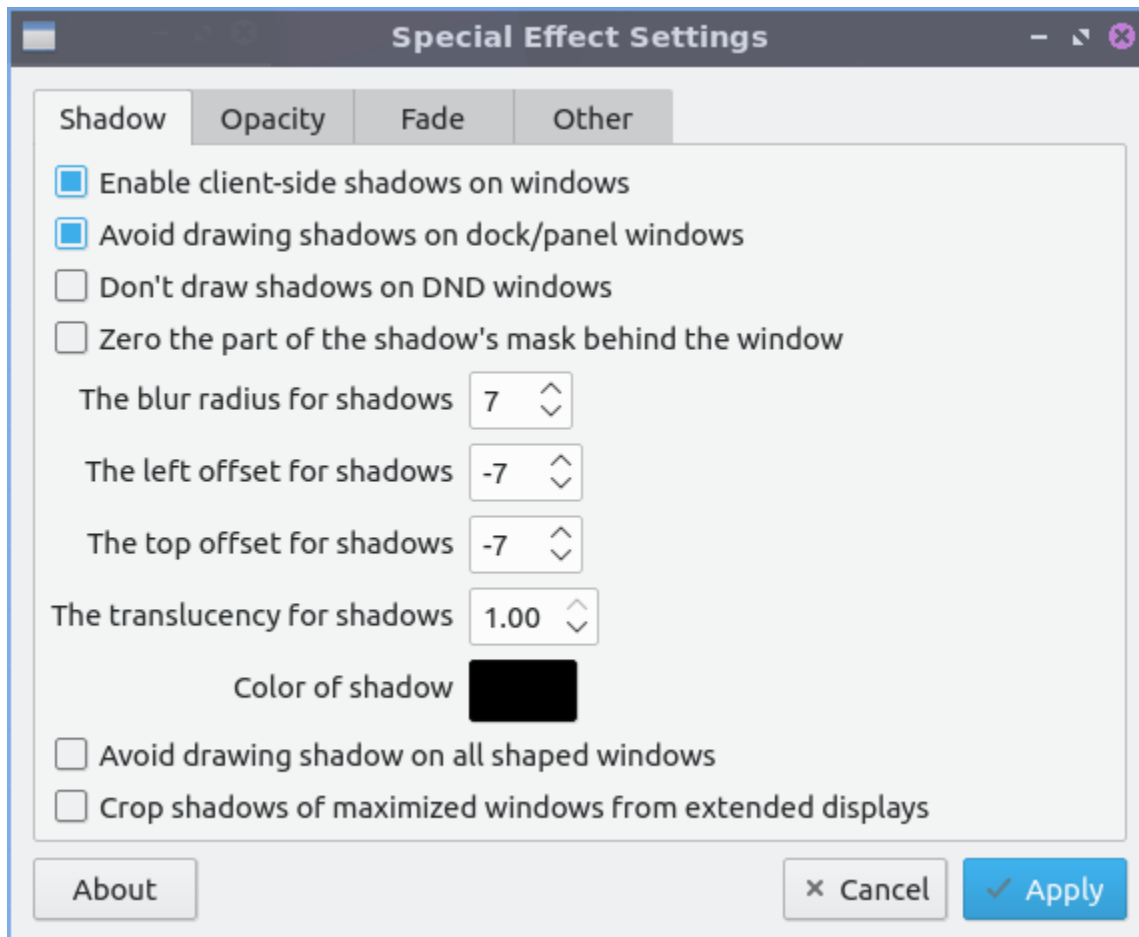 Special Effect Settings
Shadow Opacity Fade Other
Enable client-side shadows on windows
Avoid drawing shadows on dock/panel windows
Don't draw shadows on DND windows
Zero the part of the shadow's mask behind the window
The blur radius for shadows 7
The left offset for shadows -7
The top offset for shadows -7
The translucency for shadows 1.00
Color of shadow
Avoid drawing shadow on all shaped windows
Crop shadows of maximized windows from extended displays
About Cancel Apply